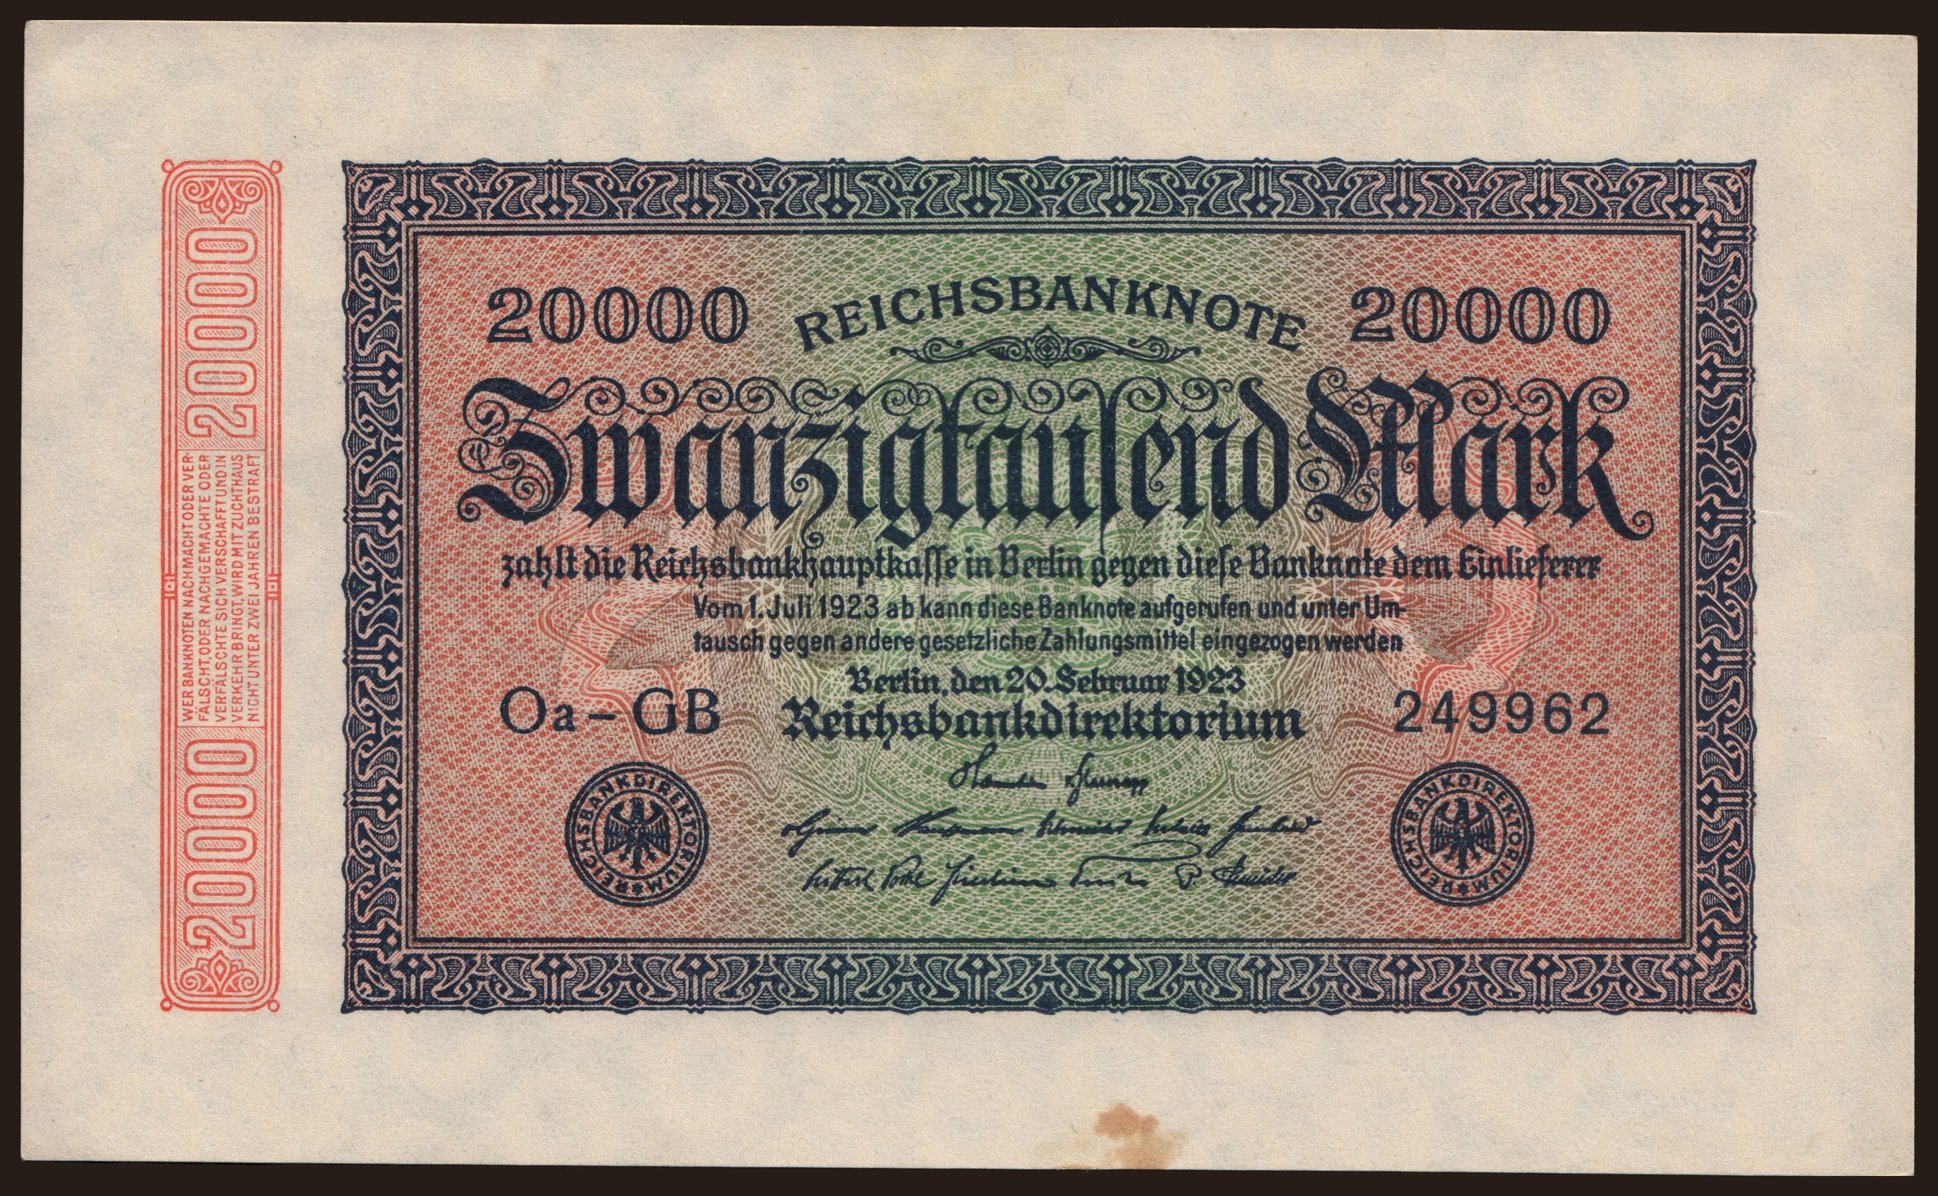 20000
WER BANKNOTEN NACHMACHT ODER VER-
FÄLSCHT, ODER NACHGEMACHTE ODER
VERFÄLSCHTE SICH VERSCHAFFT UND IN
VERKEHR BRINGT, WIRD MIT ZUCHTHAUS
NICHT UNTER ZWEI JAHREN BESTRAFT
20000
20000 REICHSBANKNOTE 20000
Zwanzigtausend Mark
zahlt die Reichsbankhauptkasse in Berlin gegen diese Banknote dem Einlieferer
Vom 1. Juli 1923 ab kann diese Banknote aufgerufen und unter Um-
tausch gegen andere gesetzliche Zahlungsmittel eingezogen werden
Berlin, den 20. Februar 1923
Oa–GB Reichsbankdirektorium 249962
REICHSBANKDIREKTORIUM
REICHSBANKDIREKTORIUM